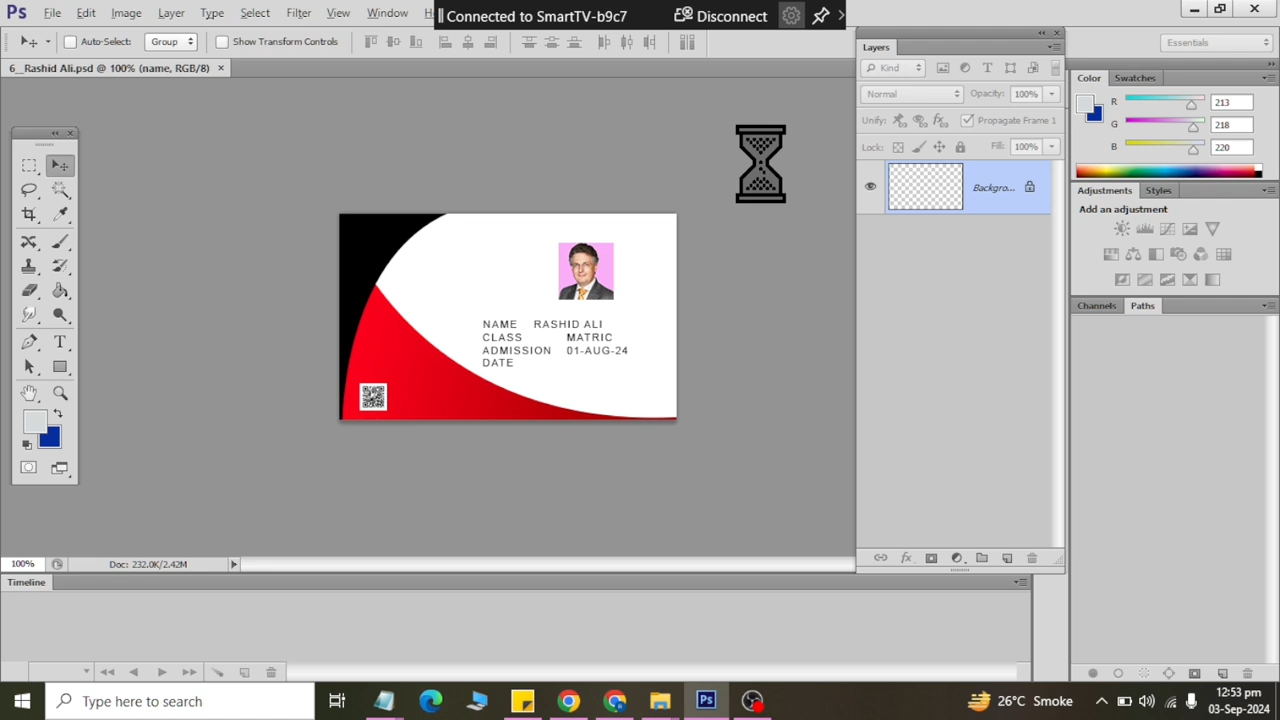 Ps File Edit Image Layer Type Select Filter View Window H
Connected to SmartTV-b9c7 Disconnect
Auto-Select: Group Show Transform Controls
Essentials
6__Rashid Ali.psd @ 100% (name, RGB/8) ×
Layers
Kind
Normal Opacity: 100%
Unify: Propagate Frame 1
Lock: Fill: 100%
Backgro...
Color Swatches
R 213
G 218
B 220
Adjustments Styles
Add an adjustment
Channels Paths
NAME RASHID ALI
CLASS MATRIC
ADMISSION 01-AUG-24
DATE
100% Doc: 232.0K/2.42M
Timeline
Type here to search
Ps
26°C Smoke
12:53 pm
03-Sep-2024